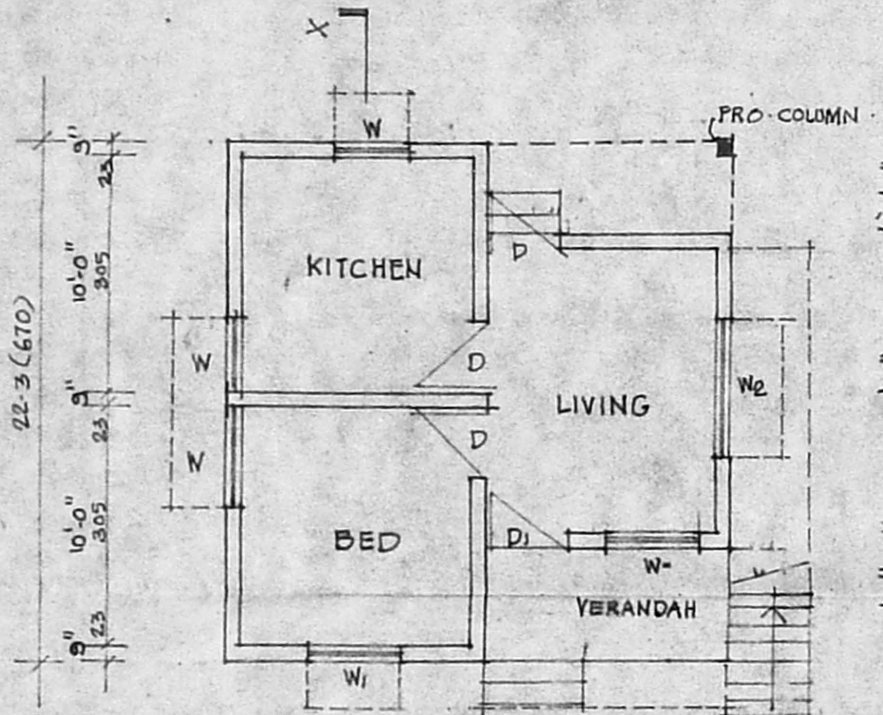 X
PRO·COLUMN
W
9"
23
10'-0"
305
KITCHEN
D
22-3 (670)
W
D
W2
9"
23
LIVING
D
W
10'-0"
305
BED
D1
W-
VERANDAH
9"
23
W1